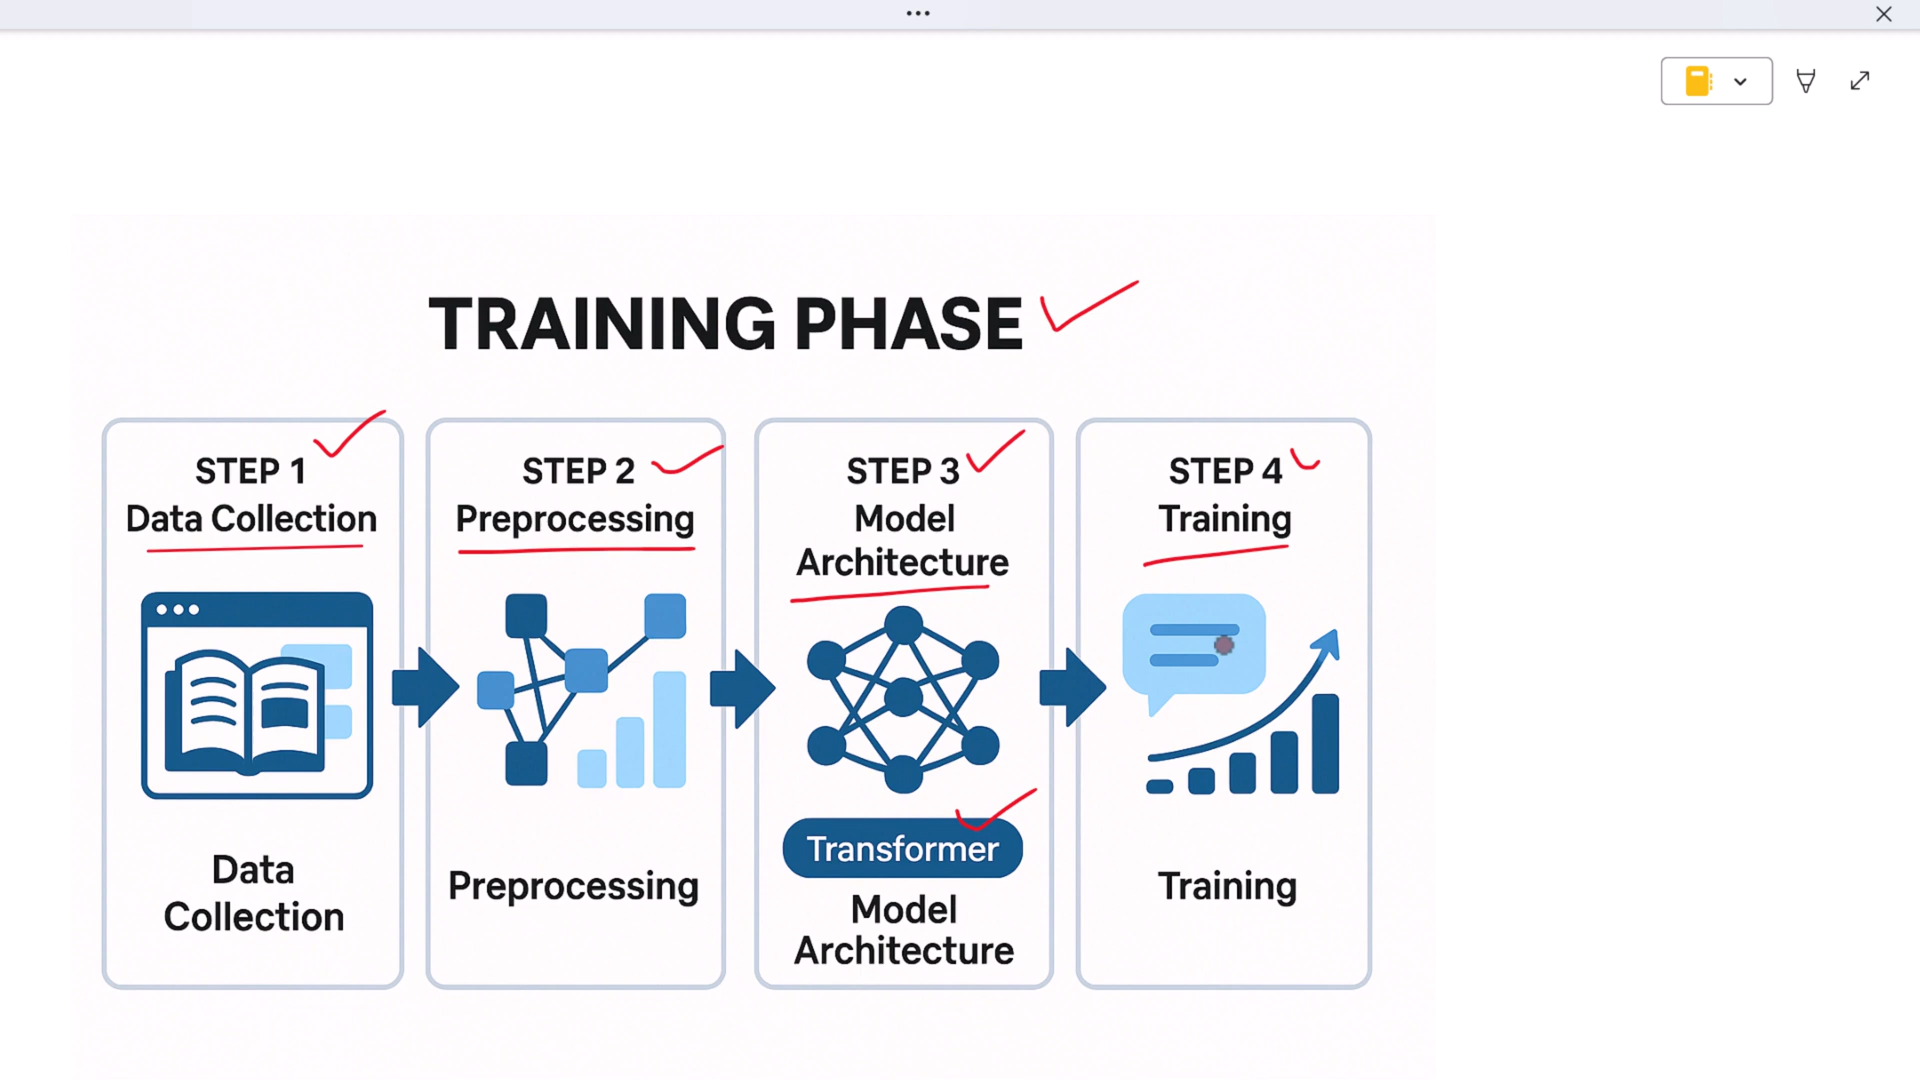 TRAINING PHASE
STEP 1
Data Collection
Data
Collection
STEP 2
Preprocessing
Preprocessing
STEP 3
Model
Architecture
Transformer
Model
Architecture
STEP 4
Training
Training